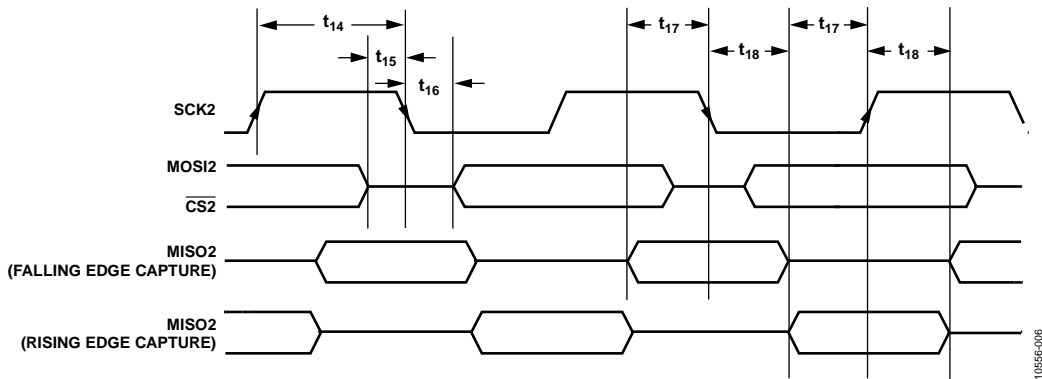 t14
t15
t16
t17
t18
t17
t18
SCK2
MOSI2
CS2
MISO2
(FALLING EDGE CAPTURE)
MISO2
(RISING EDGE CAPTURE)
10556-006